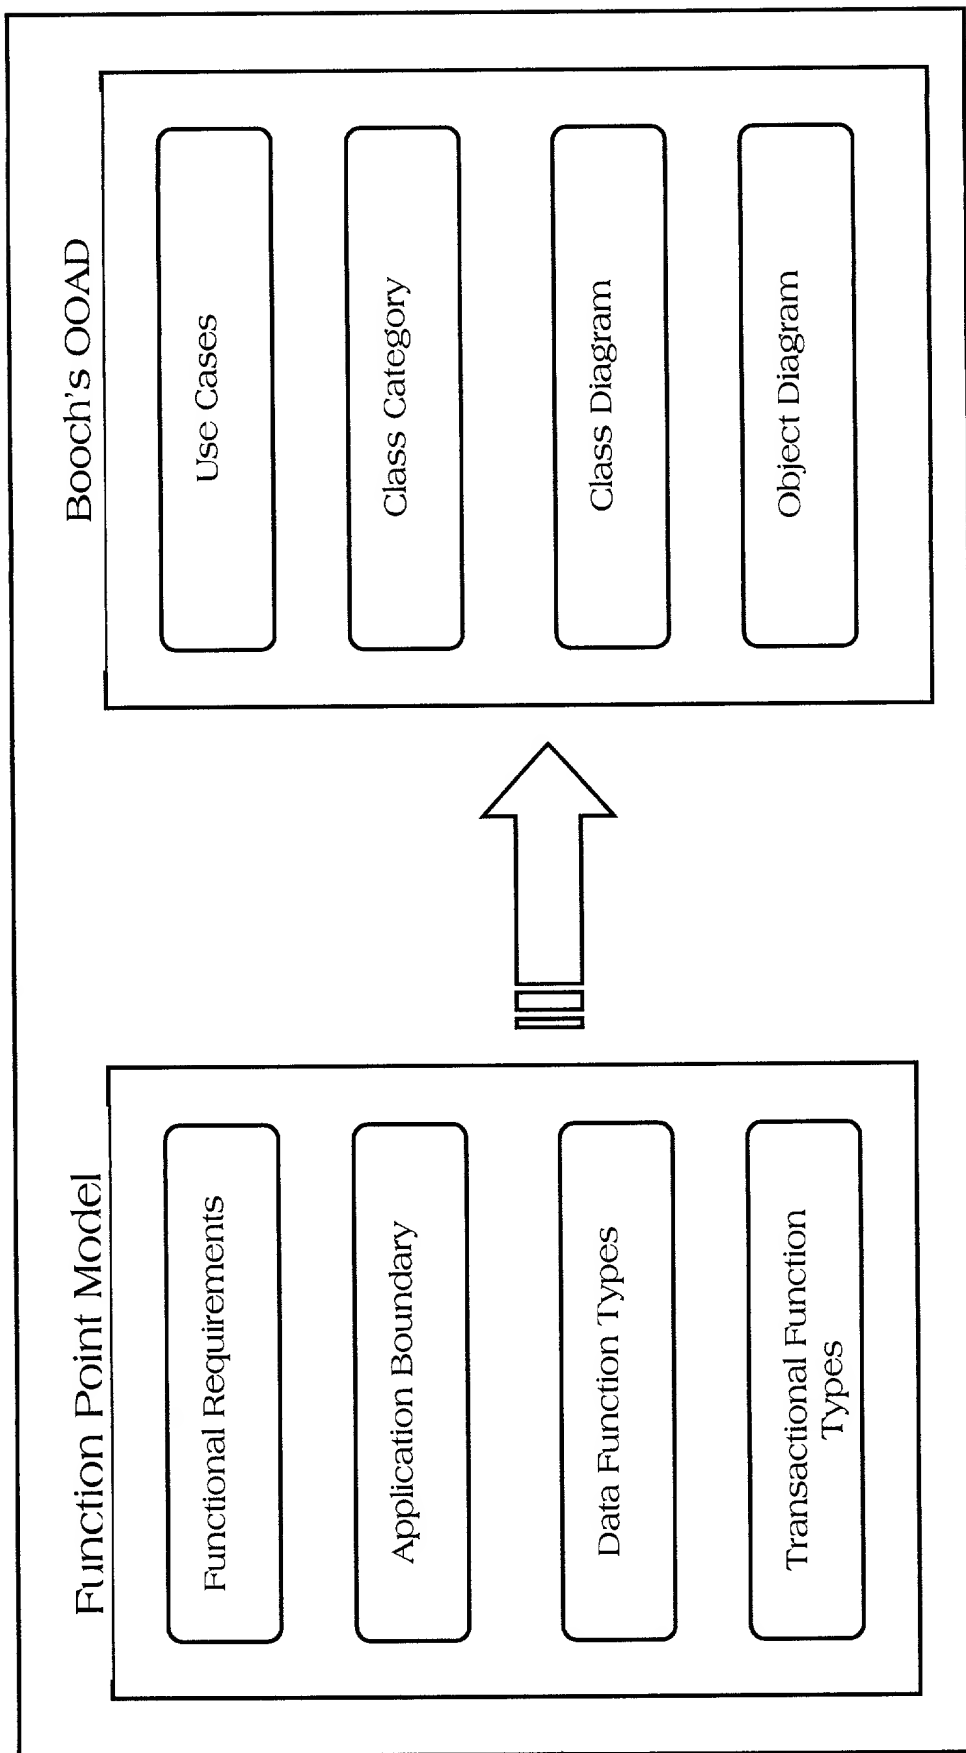 Function Point Model
Functional Requirements
Application Boundary
Data Function Types
Transactional Function
Types
Booch's OOAD
Use Cases
Class Category
Class Diagram
Object Diagram